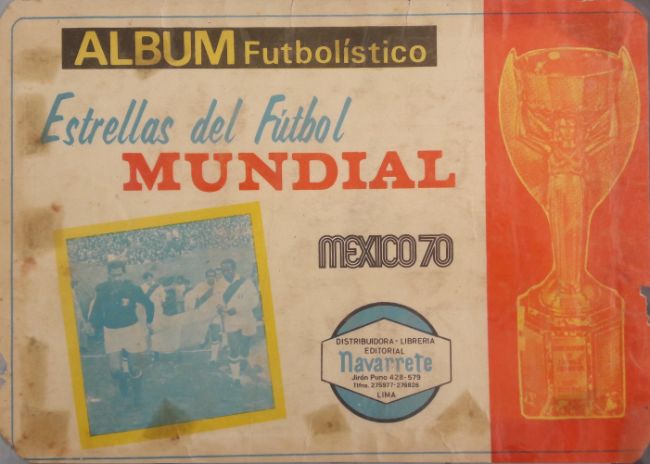 ALBUM Futbolístico
Estrellas del Fútbol
MUNDIAL
MEXICO 70
DISTRIBUIDORA - LIBRERIA
EDITORIAL
Navarrete
Jirón Puno 428-579
Tlfns. 275977-276826
LIMA